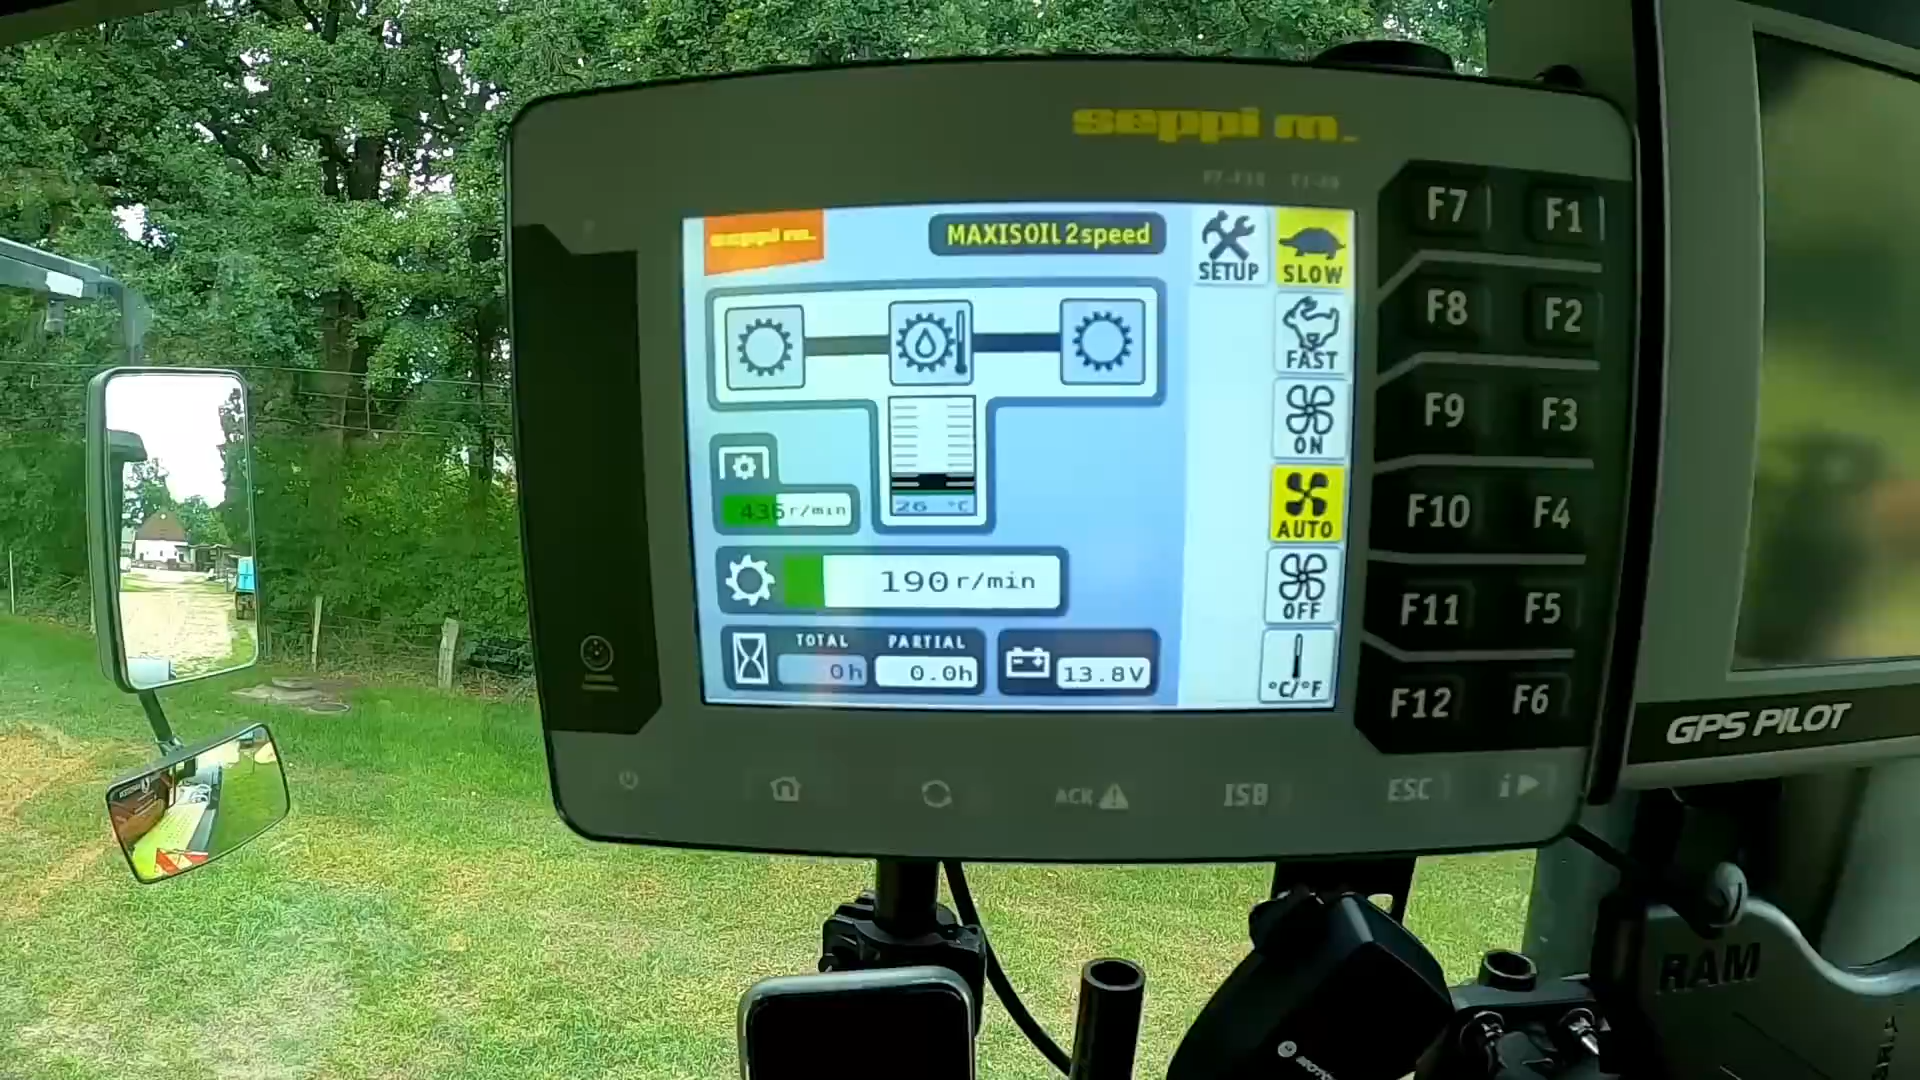 seppi m.
seppi m.
MAXISOIL 2speed
SETUP
SLOW
FAST
ON
AUTO
OFF
°C/°F
26 °C
436 r/min
190 r/min
TOTAL
PARTIAL
0h
0.0h
13.8V
F7
F1
F8
F2
F9
F3
F10
F4
F11
F5
F12
F6
ACK
ISB
ESC
i
GPS PILOT
RAM